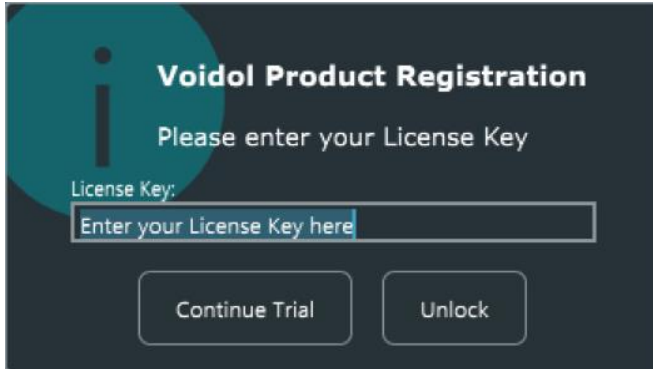 Voidol Product Registration
Please enter your License Key
License Key:
Enter your License Key here
Continue Trial
Unlock